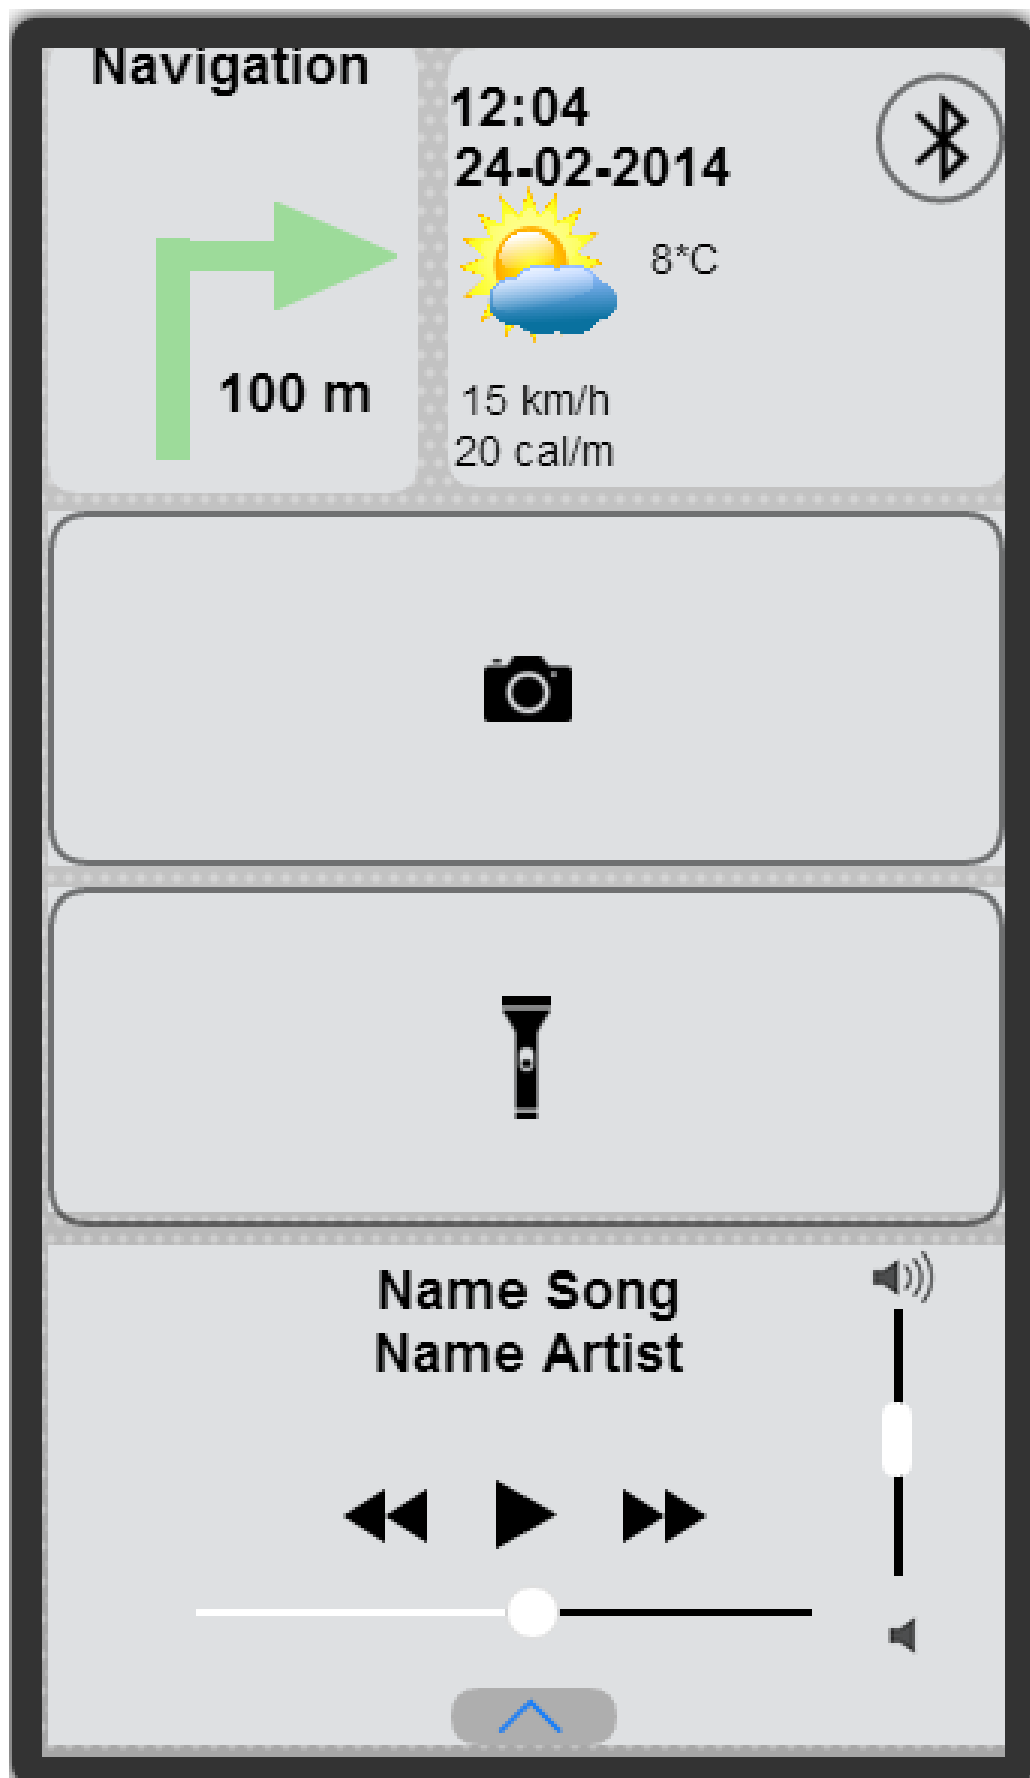 Navigation
100 m
12:04
24-02-2014
8*C
15 km/h
20 cal/m
Name Song
Name Artist